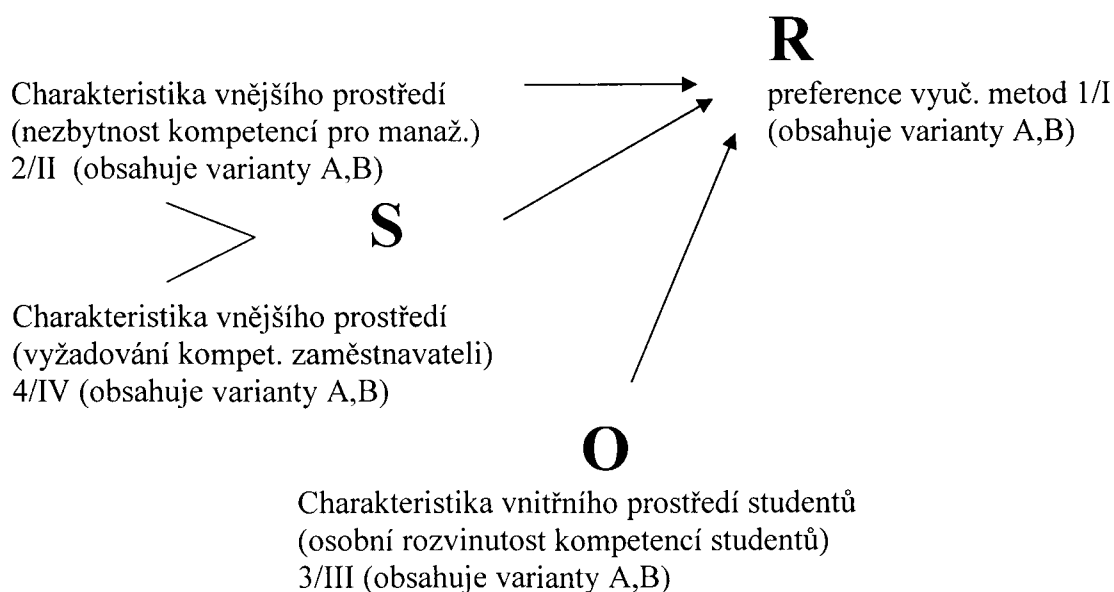 R
Charakteristika vnějšího prostředí
(nezbytnost kompetencí pro manaž.)
2/II (obsahuje varianty A,B)
preference vyuč. metod 1/I
(obsahuje varianty A,B)
S
Charakteristika vnějšího prostředí
(vyžadování kompet. zaměstnavateli)
4/IV (obsahuje varianty A,B)
O
Charakteristika vnitřního prostředí studentů
(osobní rozvinutost kompetencí studentů)
3/III (obsahuje varianty A,B)